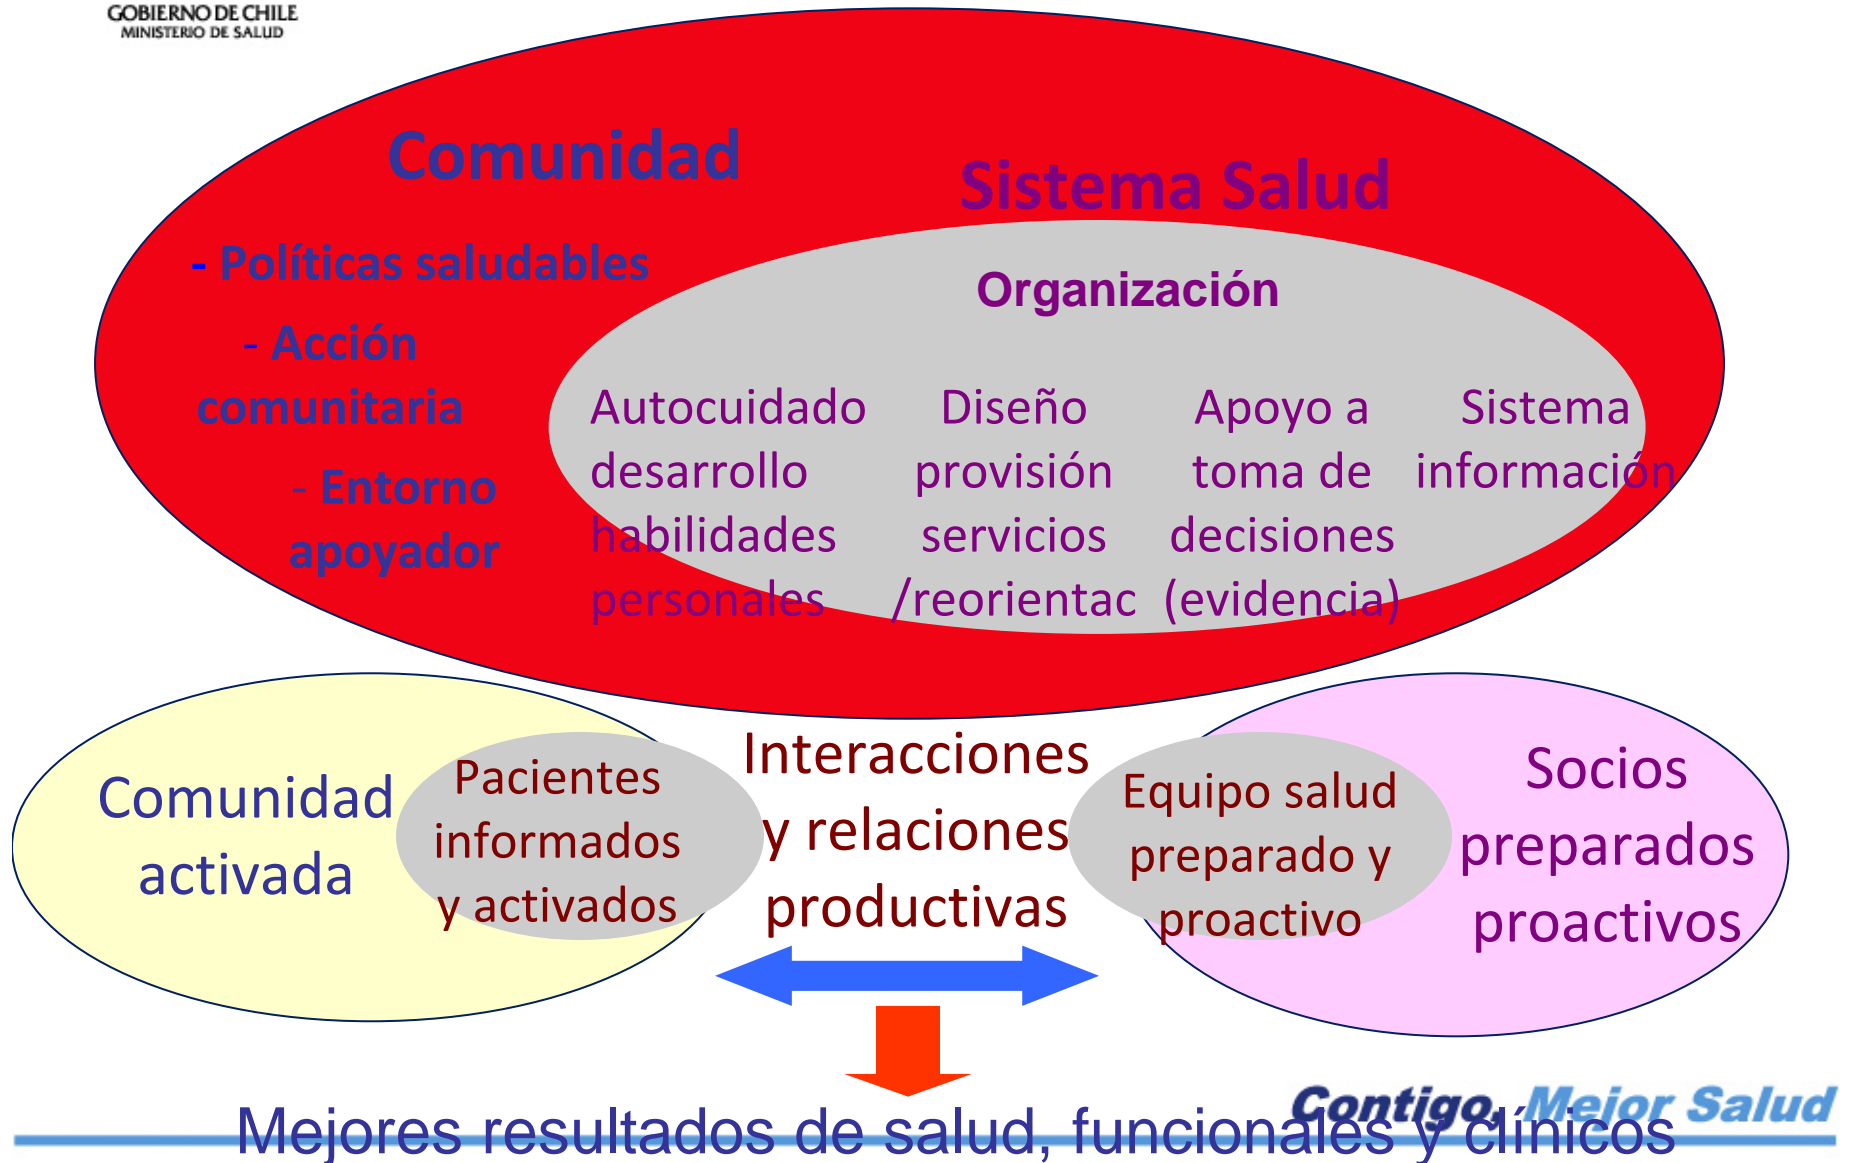 GOBIERNO DE CHILE
MINISTERIO DE SALUD
Comunidad
- Políticas saludables
- Acción
comunitaria
- Entorno
apoyador
Sistema Salud
Organización
Autocuidado
desarrollo
habilidades
personales
Diseño
provisión
servicios
/reorientac
Apoyo a
toma de
decisiones
(evidencia)
Sistema
información
Comunidad
activada
Pacientes
informados
y activados
Interacciones
y relaciones
productivas
Equipo salud
preparado y
proactivo
Socios
preparados
proactivos
Contigo, Mejor Salud
Mejores resultados de salud, funcionales y clínicos